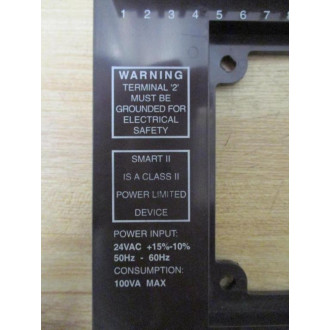 1 2 3 4 5 6 7
WARNING
TERMINAL '2'
MUST BE
GROUNDED FOR
ELECTRICAL
SAFETY
SMART II
IS A CLASS II
POWER LIMITED
DEVICE
POWER INPUT:
24VAC +15%-10%
50Hz - 60Hz
CONSUMPTION:
100VA MAX